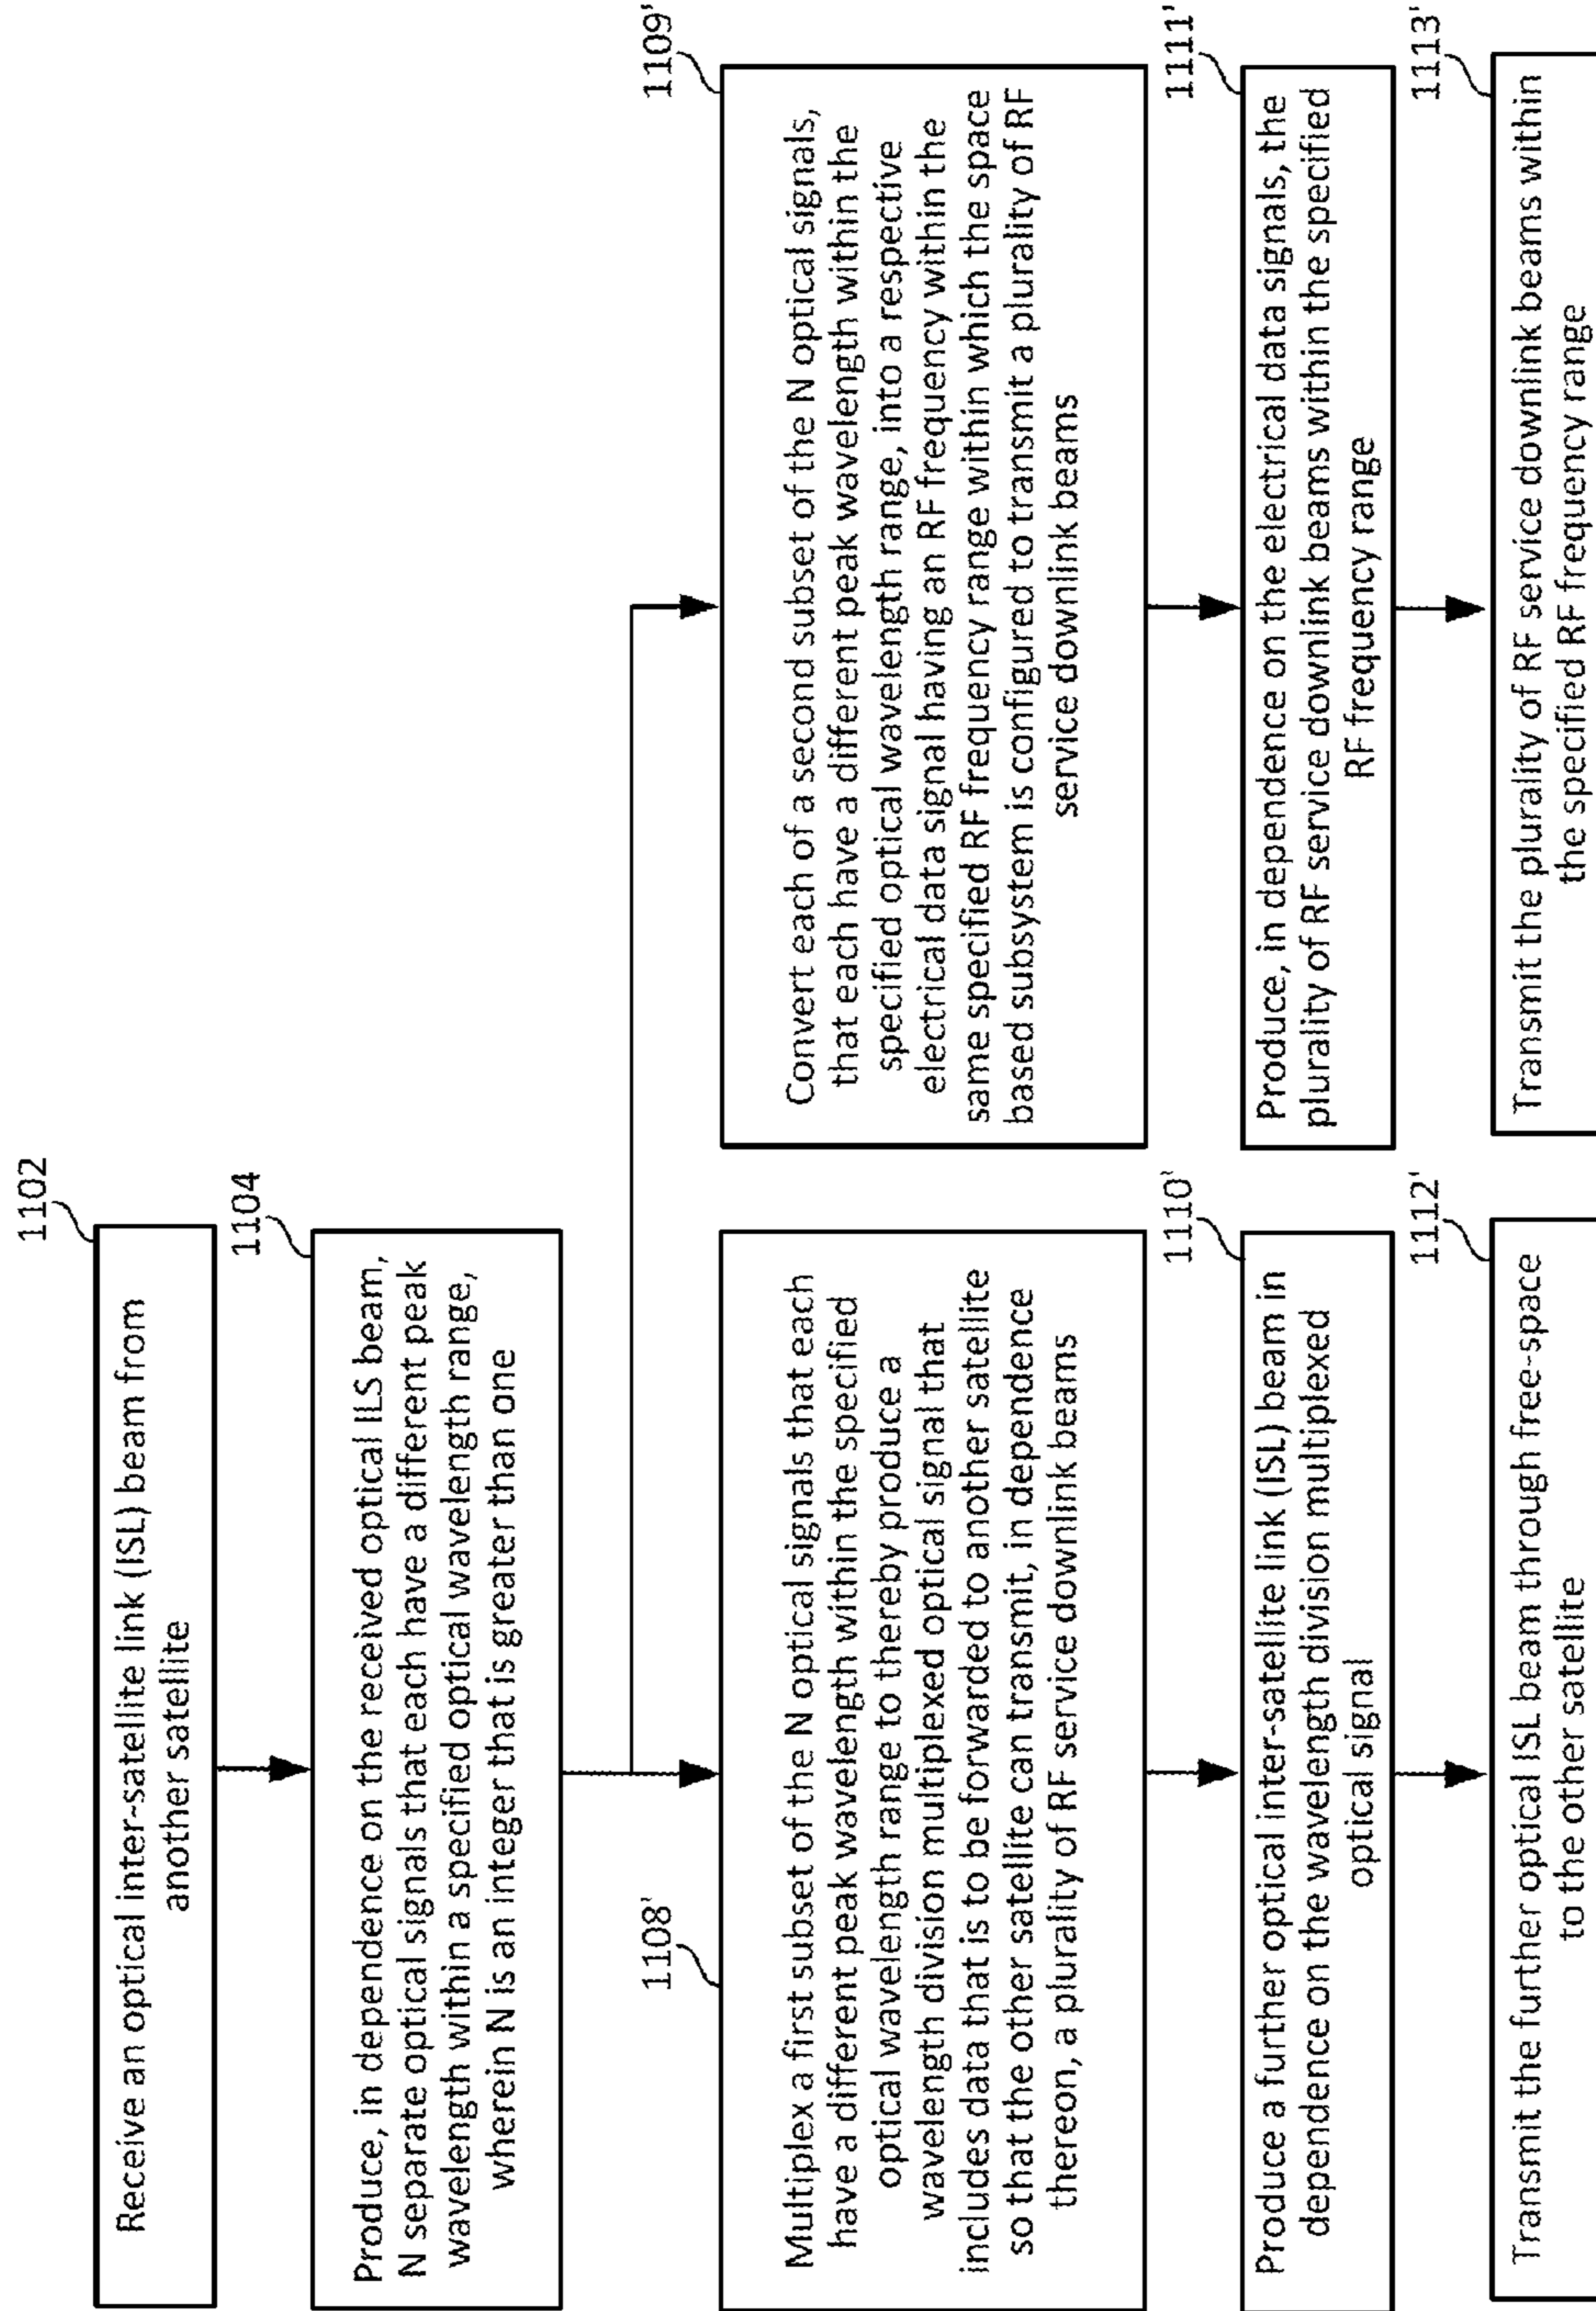 1102
Receive an optical inter-satellite link (ISL) beam from
another satellite
1104
Produce, in dependence on the received optical ILS beam,
N separate optical signals that each have a different peak
wavelength within a specified optical wavelength range,
wherein N is an integer that is greater than one
1108'
Multiplex a first subset of the N optical signals that each
have a different peak wavelength within the specified
optical wavelength range to thereby produce a
wavelength division multiplexed optical signal that
includes data that is to be forwarded to another satellite
so that the other satellite can transmit, in dependence
thereon, a plurality of RF service downlink beams
1110'
Produce a further optical inter-satellite link (ISL) beam in
dependence on the wavelength division multiplexed
optical signal
1112'
Transmit the further optical ISL beam through free-space
to the other satellite
1109'
Convert each of a second subset of the N optical signals,
that each have a different peak wavelength within the
specified optical wavelength range, into a respective
electrical data signal having an RF frequency within the
same specified RF frequency range within which the space
based subsystem is configured to transmit a plurality of RF
service downlink beams
1111'
Produce, in dependence on the electrical data signals, the
plurality of RF service downlink beams within the specified
RF frequency range
1113'
Transmit the plurality of RF service downlink beams within
the specified RF frequency range